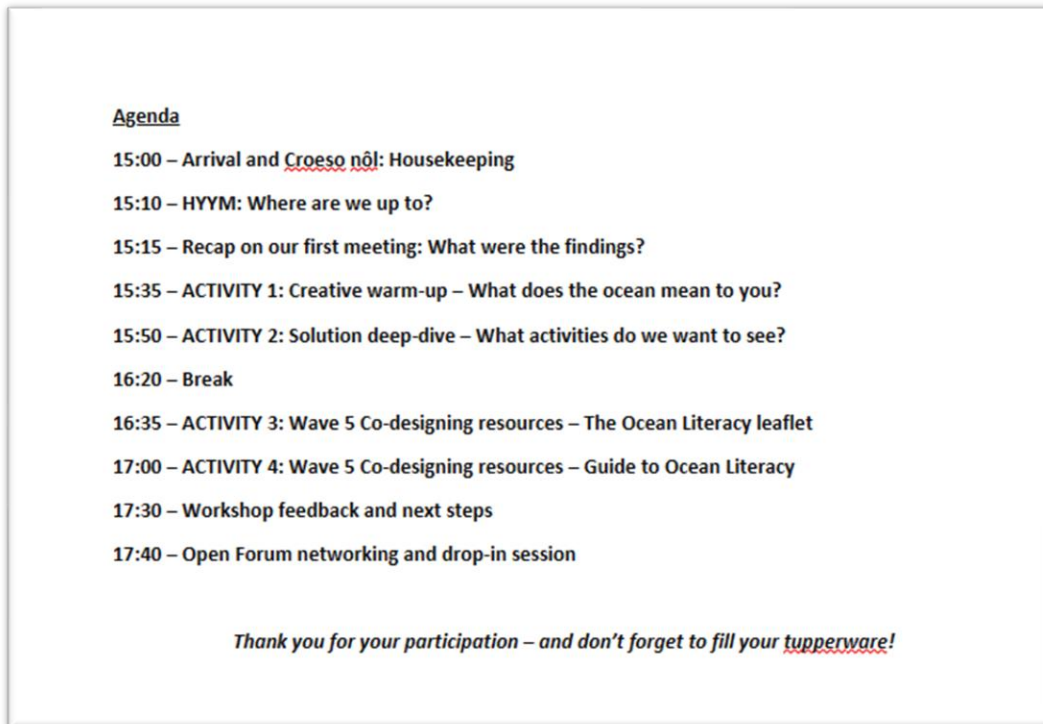 Agenda
15:00 – Arrival and Croeso nôl: Housekeeping
15:10 – HYYM: Where are we up to?
15:15 – Recap on our first meeting: What were the findings?
15:35 – ACTIVITY 1: Creative warm-up – What does the ocean mean to you?
15:50 – ACTIVITY 2: Solution deep-dive – What activities do we want to see?
16:20 – Break
16:35 – ACTIVITY 3: Wave 5 Co-designing resources – The Ocean Literacy leaflet
17:00 – ACTIVITY 4: Wave 5 Co-designing resources – Guide to Ocean Literacy
17:30 – Workshop feedback and next steps
17:40 – Open Forum networking and drop-in session
Thank you for your participation – and don't forget to fill your tupperware!